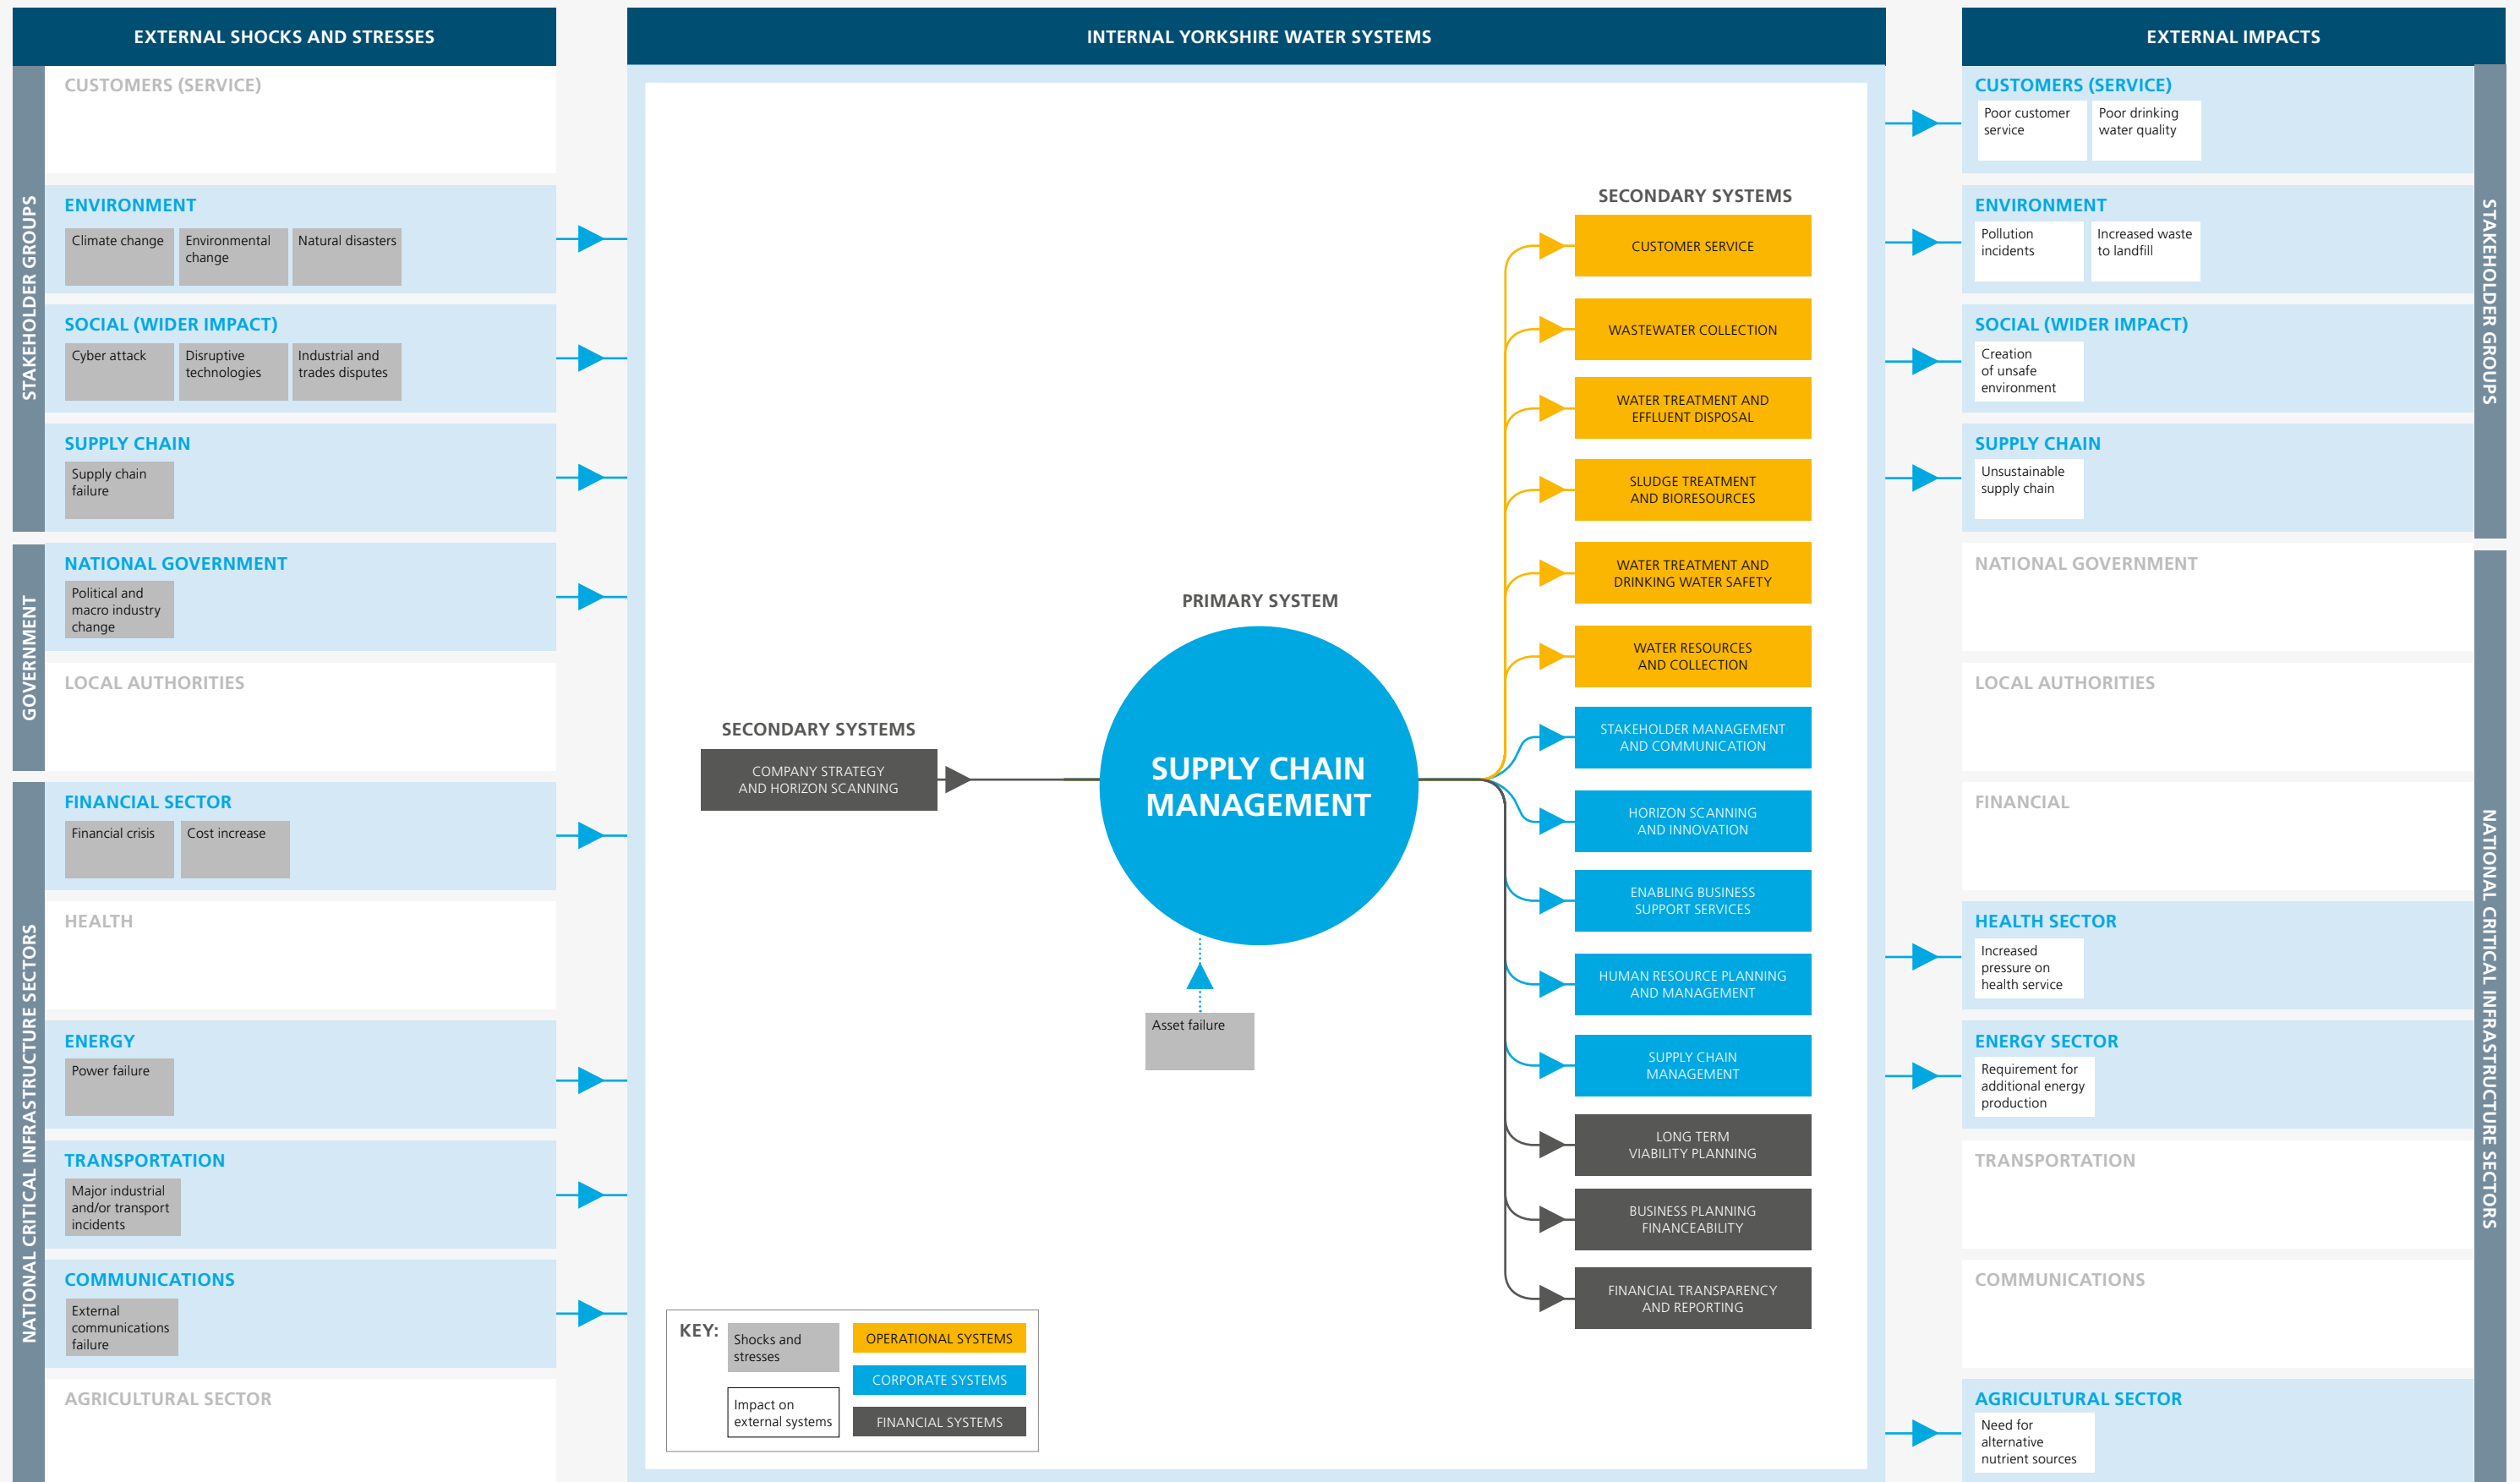 EXTERNAL SHOCKS AND STRESSES
STAKEHOLDER GROUPS
CUSTOMERS (SERVICE)
ENVIRONMENT
Climate change
Environmental
change
Natural disasters
SOCIAL (WIDER IMPACT)
Cyber attack
Disruptive
technologies
Industrial and
trades disputes
SUPPLY CHAIN
Supply chain
failure
GOVERNMENT
NATIONAL GOVERNMENT
Political and
macro industry
change
LOCAL AUTHORITIES
NATIONAL CRITICAL INFRASTRUCTURE SECTORS
FINANCIAL SECTOR
Financial crisis
Cost increase
HEALTH
ENERGY
Power failure
TRANSPORTATION
Major industrial
and/or transport
incidents
COMMUNICATIONS
External
communications
failure
AGRICULTURAL SECTOR
INTERNAL YORKSHIRE WATER SYSTEMS
SECONDARY SYSTEMS
COMPANY STRATEGY
AND HORIZON SCANNING
PRIMARY SYSTEM
SUPPLY CHAIN
MANAGEMENT
Asset failure
SECONDARY SYSTEMS
CUSTOMER SERVICE
WASTEWATER COLLECTION
WATER TREATMENT AND
EFFLUENT DISPOSAL
SLUDGE TREATMENT
AND BIORESOURCES
WATER TREATMENT AND
DRINKING WATER SAFETY
WATER RESOURCES
AND COLLECTION
STAKEHOLDER MANAGEMENT
AND COMMUNICATION
HORIZON SCANNING
AND INNOVATION
ENABLING BUSINESS
SUPPORT SERVICES
HUMAN RESOURCE PLANNING
AND MANAGEMENT
SUPPLY CHAIN
MANAGEMENT
LONG TERM
VIABILITY PLANNING
BUSINESS PLANNING
FINANCEABILITY
FINANCIAL TRANSPARENCY
AND REPORTING
KEY:
Shocks and
stresses
Impact on
external systems
OPERATIONAL SYSTEMS
CORPORATE SYSTEMS
FINANCIAL SYSTEMS
EXTERNAL IMPACTS
STAKEHOLDER GROUPS
CUSTOMERS (SERVICE)
Poor customer
service
Poor drinking
water quality
ENVIRONMENT
Pollution
incidents
Increased waste
to landfill
SOCIAL (WIDER IMPACT)
Creation
of unsafe
environment
SUPPLY CHAIN
Unsustainable
supply chain
NATIONAL CRITICAL INFRASTRUCTURE SECTORS
NATIONAL GOVERNMENT
LOCAL AUTHORITIES
FINANCIAL
HEALTH SECTOR
Increased
pressure on
health service
ENERGY SECTOR
Requirement for
additional energy
production
TRANSPORTATION
COMMUNICATIONS
AGRICULTURAL SECTOR
Need for
alternative
nutrient sources